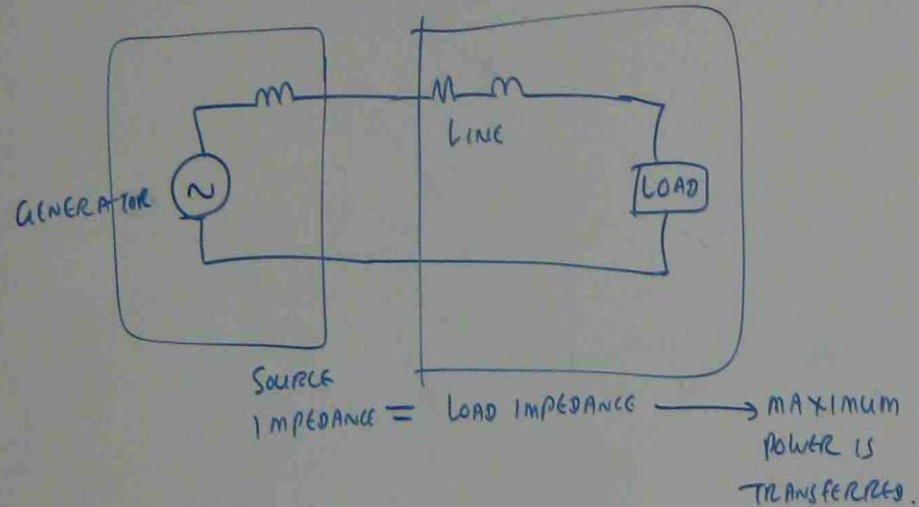 GENERATOR
LINE
LOAD
SOURCE
IMPEDANCE = LOAD IMPEDANCE → MAXIMUM
POWER IS
TRANSFERRED.